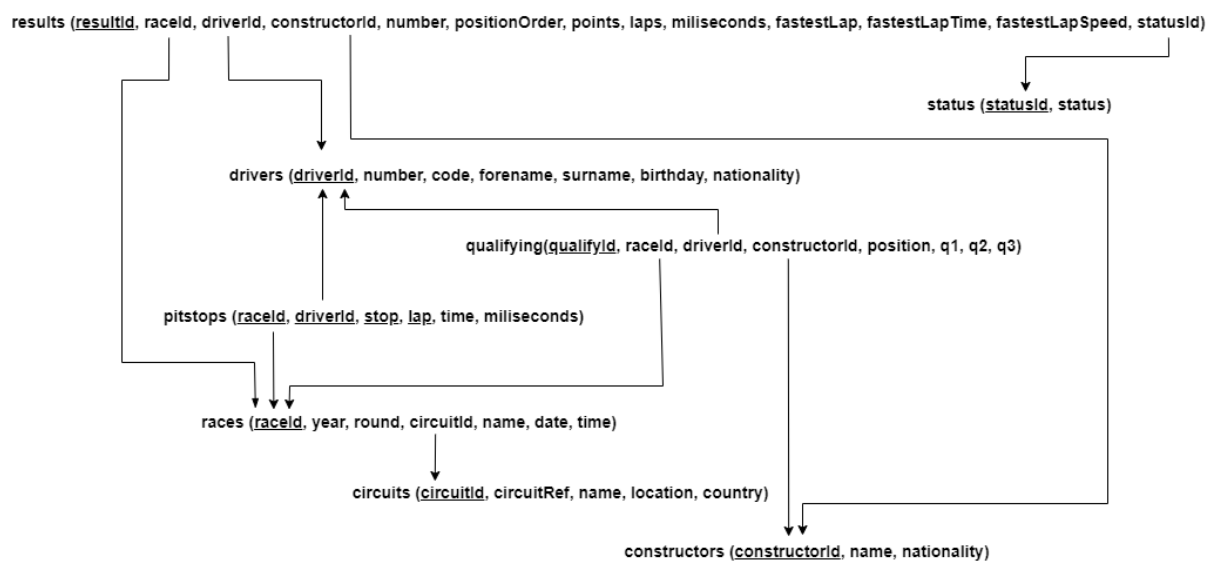 results (resultId, raceId, driverId, constructorId, number, positionOrder, points, laps, miliseconds, fastestLap, fastestLapTime, fastestLapSpeed, statusId)
status (statusId, status)
drivers (driverId, number, code, forename, surname, birthday, nationality)
qualifying(qualifyId, raceId, driverId, constructorId, position, q1, q2, q3)
pitstops (raceId, driverId, stop, lap, time, miliseconds)
races (raceId, year, round, circuitId, name, date, time)
circuits (circuitId, circuitRef, name, location, country)
constructors (constructorId, name, nationality)